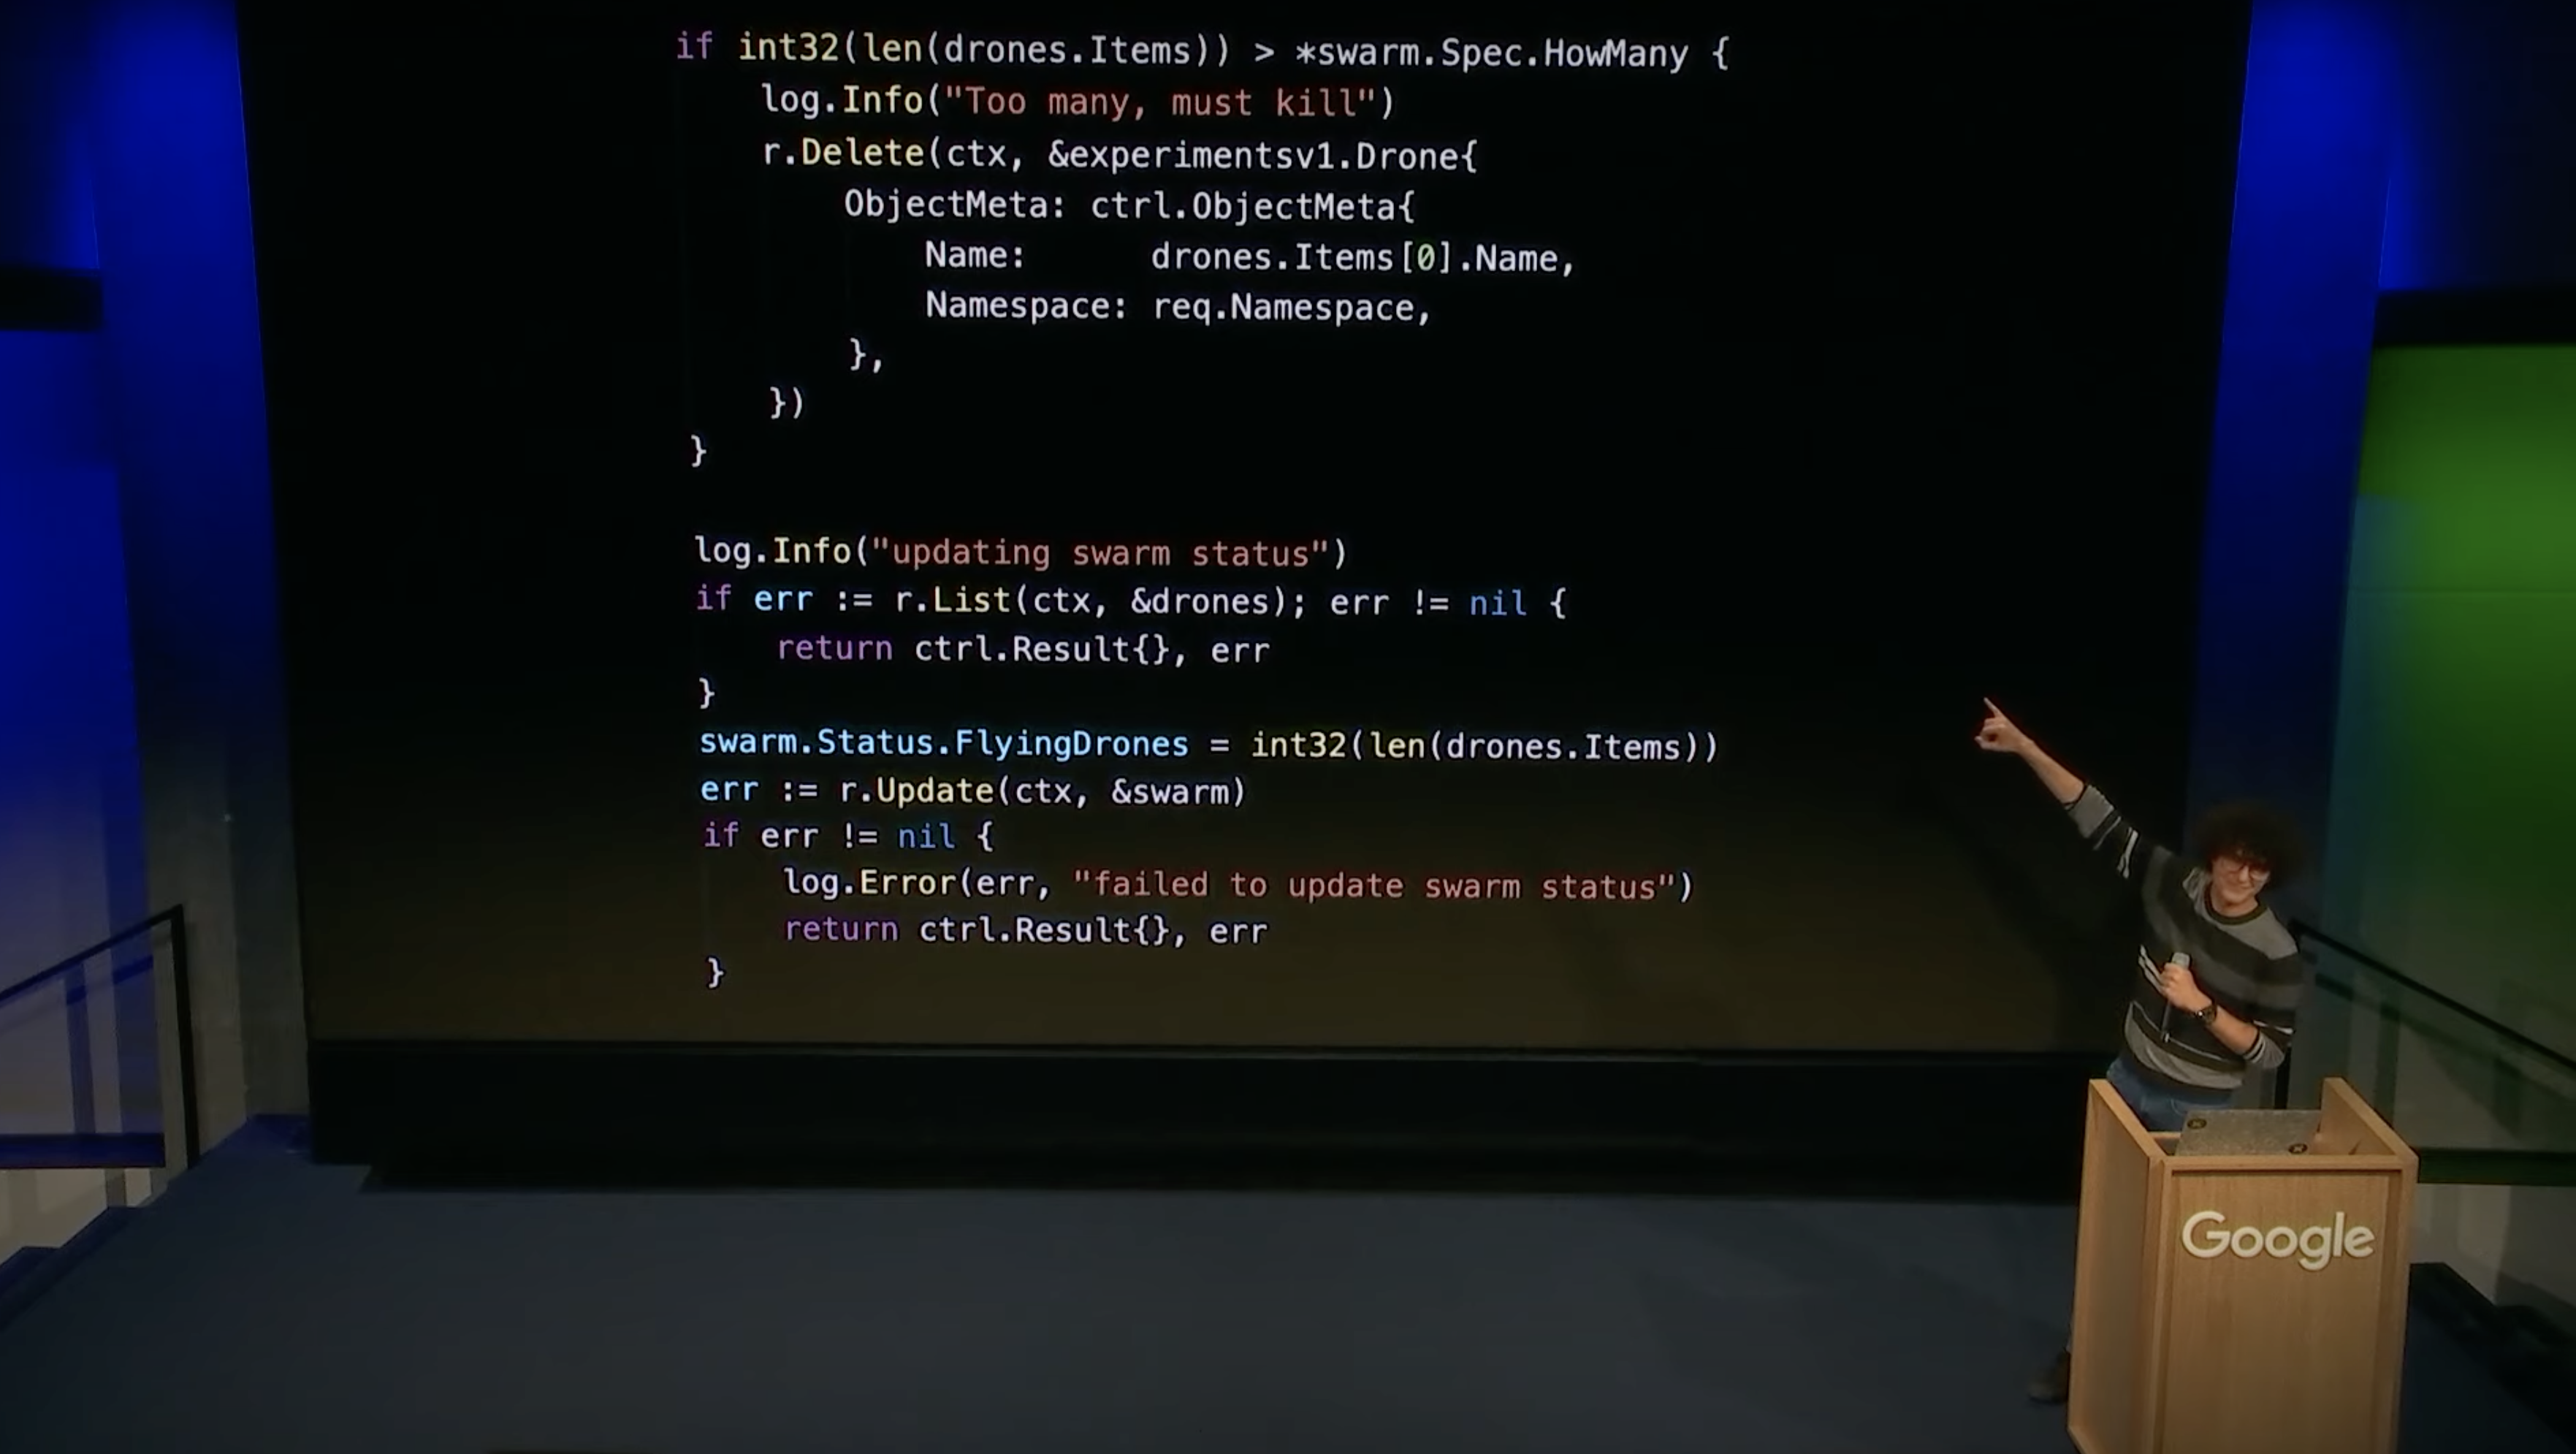 if int32(len(drones.Items)) > *swarm.Spec.HowMany {
log.Info("Too many, must kill")
r.Delete(ctx, &experimentsv1.Drone{
ObjectMeta: ctrl.ObjectMeta{
Name: drones.Items[0].Name,
Namespace: req.Namespace,
},
})
}
log.Info("updating swarm status")
if err := r.List(ctx, &drones); err != nil {
return ctrl.Result{}, err
}
swarm.Status.FlyingDrones = int32(len(drones.Items))
err := r.Update(ctx, &swarm)
if err != nil {
log.Error(err, "failed to update swarm status")
return ctrl.Result{}, err
}
Google